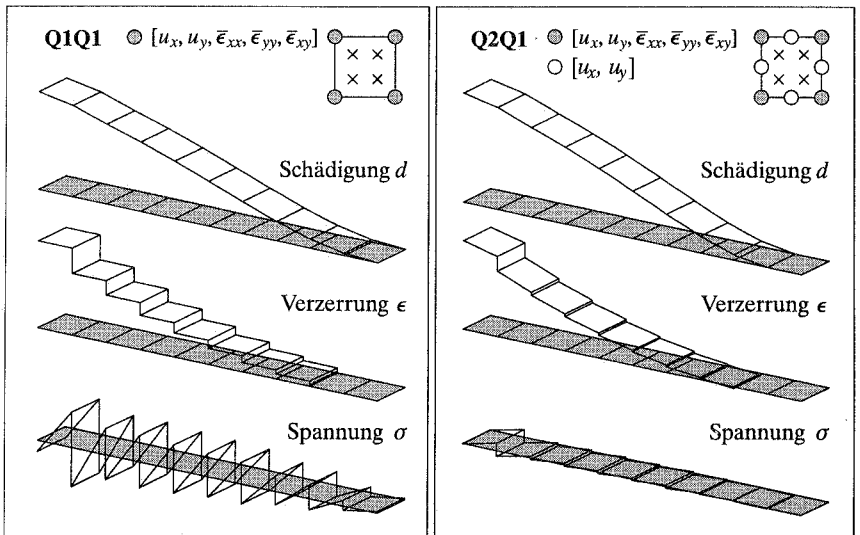 Q1Q1 [u_x, u_y, ε̄_xx, ε̄_yy, ε̄_xy]
Schädigung d
Verzerrung ϵ
Spannung σ
Q2Q1 [u_x, u_y, ε̄_xx, ε̄_yy, ε̄_xy]
[u_x, u_y]
Schädigung d
Verzerrung ϵ
Spannung σ